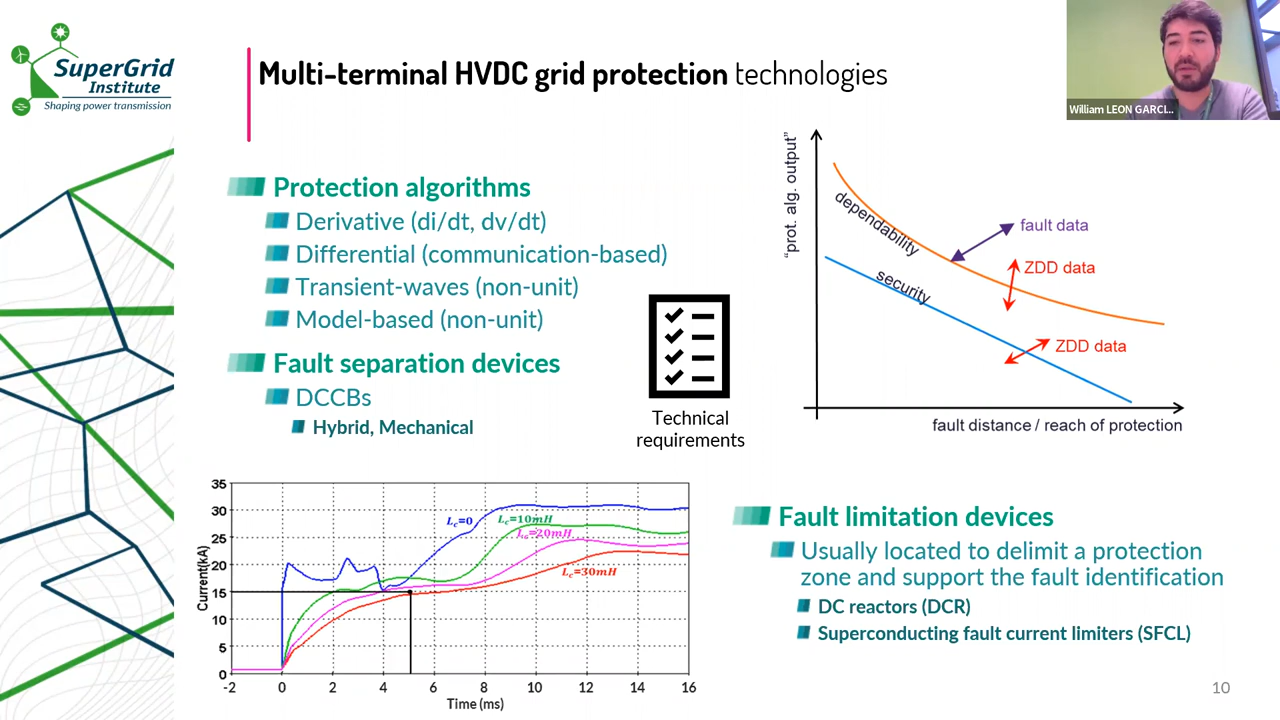 SuperGrid
Institute
Shaping power transmission
Multi-terminal HVDC grid protection technologies
William LEON GARCI...
Protection algorithms
Derivative (di/dt, dv/dt)
Differential (communication-based)
Transient-waves (non-unit)
Model-based (non-unit)
Fault separation devices
DCCBs
Hybrid, Mechanical
Technical
requirements
"prot. alg. output"
dependability
security
fault data
ZDD data
ZDD data
fault distance / reach of protection
Current(kA)
35
30
25
20
15
10
5
0
Lc=0
Lc=10mH
Lc=20mH
Lc=30mH
-2
0
2
4
6
8
10
12
14
16
Time (ms)
Fault limitation devices
Usually located to delimit a protection
zone and support the fault identification
DC reactors (DCR)
Superconducting fault current limiters (SFCL)
10